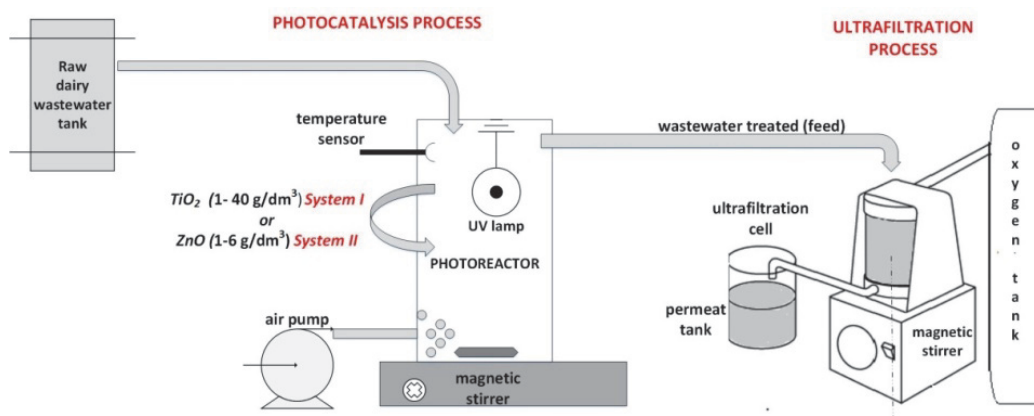 PHOTOCATALYSIS PROCESS
ULTRAFILTRATION
PROCESS
Raw
dairy
wastewater
tank
temperature
sensor
TiO₂ (1- 40 g/dm³) System I
or
ZnO (1-6 g/dm³) System II
UV lamp
PHOTOREACTOR
air pump
magnetic
stirrer
wastewater treated (feed)
ultrafiltration
cell
permeat
tank
magnetic
stirrer
oxygen tank